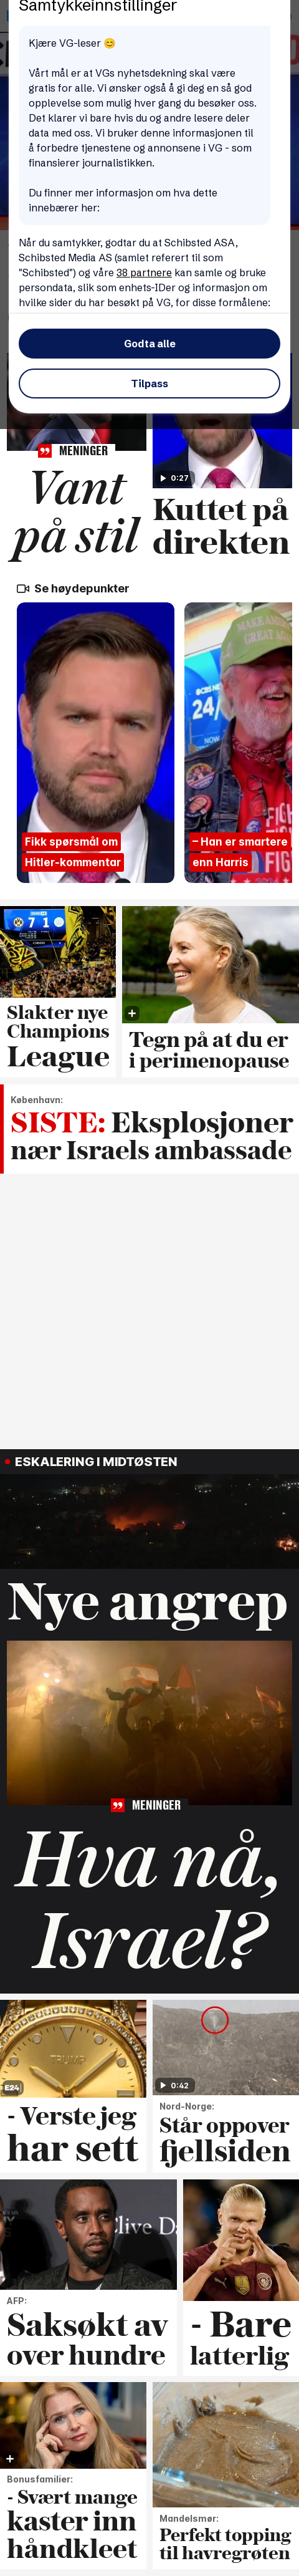 Samtykkeinnstillinger
Kjære VG-leser 😊
Vårt mål er at VGs nyhetsdekning skal være
gratis for alle. Vi ønsker også å gi deg en så god
opplevelse som mulig hver gang du besøker oss.
Det klarer vi bare hvis du og andre lesere deler
data med oss. Vi bruker denne informasjonen til
å forbedre tjenestene og annonsene i VG - som
finansierer journalistikken.
Du finner mer informasjon om hva dette
innebærer her:
Når du samtykker, godtar du at Schibsted ASA,
Schibsted Media AS (samlet referert til som
"Schibsted") og våre 38 partnere kan samle og bruke
persondata, slik som enhets-IDer og informasjon om
hvilke sider du har besøkt på VG, for disse formålene:
Godta alle
Tilpass
MENINGER
Vant
på stil
0:27
Kuttet på
direkten
Se høydepunkter
Fikk spørsmål om
Hitler-kommentar
– Han er smartere
enn Harris
Slakter nye
Champions
League
Tegn på at du er
i perimenopause
København:
SISTE: Eksplosjoner
nær Israels ambassade
ESKALERING I MIDTØSTEN
Nye angrep
MENINGER
Hva nå,
Israel?
E24
TRUMP
- Verste jeg
har sett
0:42
Nord-Norge:
Står oppover
fjellsiden
AFP:
Saksøkt av
over hundre
- Bare
latterlig
Bonusfamilier:
- Svært mange
kaster inn
håndkleet
Mandelsmør:
Perfekt topping
til havregrøten